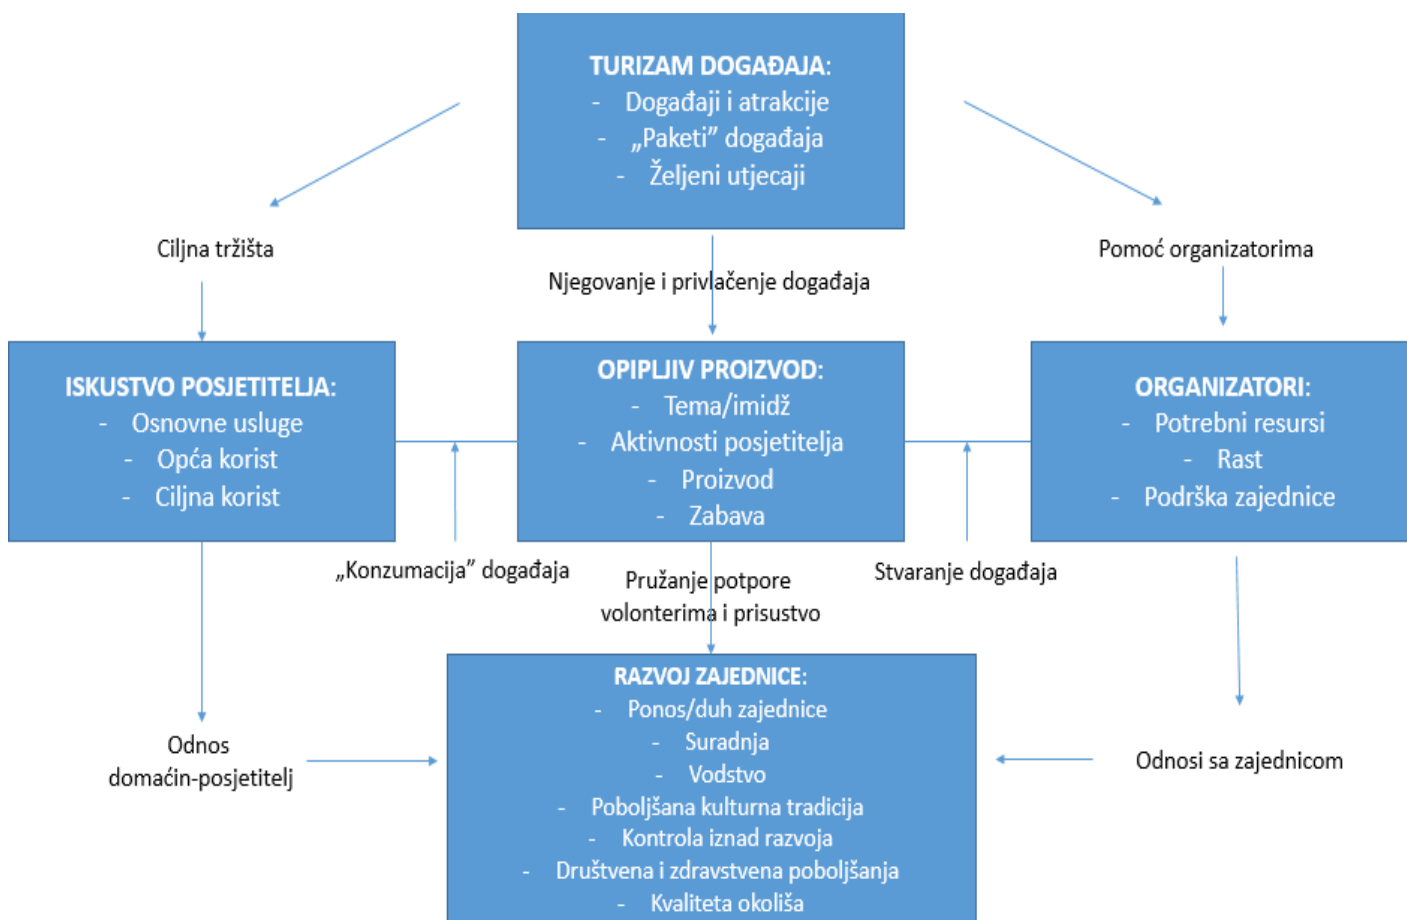 TURIZAM DOGAĐAJA:
- Događaji i atrakcije
- „Paketi” događaja
- Željeni utjecaji
Ciljna tržišta
Njegovanje i privlačenje događaja
Pomoć organizatorima
ISKUSTVO POSJETITELJA:
- Osnovne usluge
- Opća korist
- Ciljna korist
OPIPLJIV PROIZVOD:
- Tema/imidž
- Aktivnosti posjetitelja
- Proizvod
- Zabava
ORGANIZATORI:
- Potrebni resursi
- Rast
- Podrška zajednice
„Konzumacija” događaja
Pružanje potpore
volonterima i prisustvo
Stvaranje događaja
Odnos
domaćin-posjetitelj
RAZVOJ ZAJEDNICE:
- Ponos/duh zajednice
- Suradnja
- Vodstvo
- Poboljšana kulturna tradicija
- Kontrola iznad razvoja
- Društvena i zdravstvena poboljšanja
- Kvaliteta okoliša
Odnosi sa zajednicom